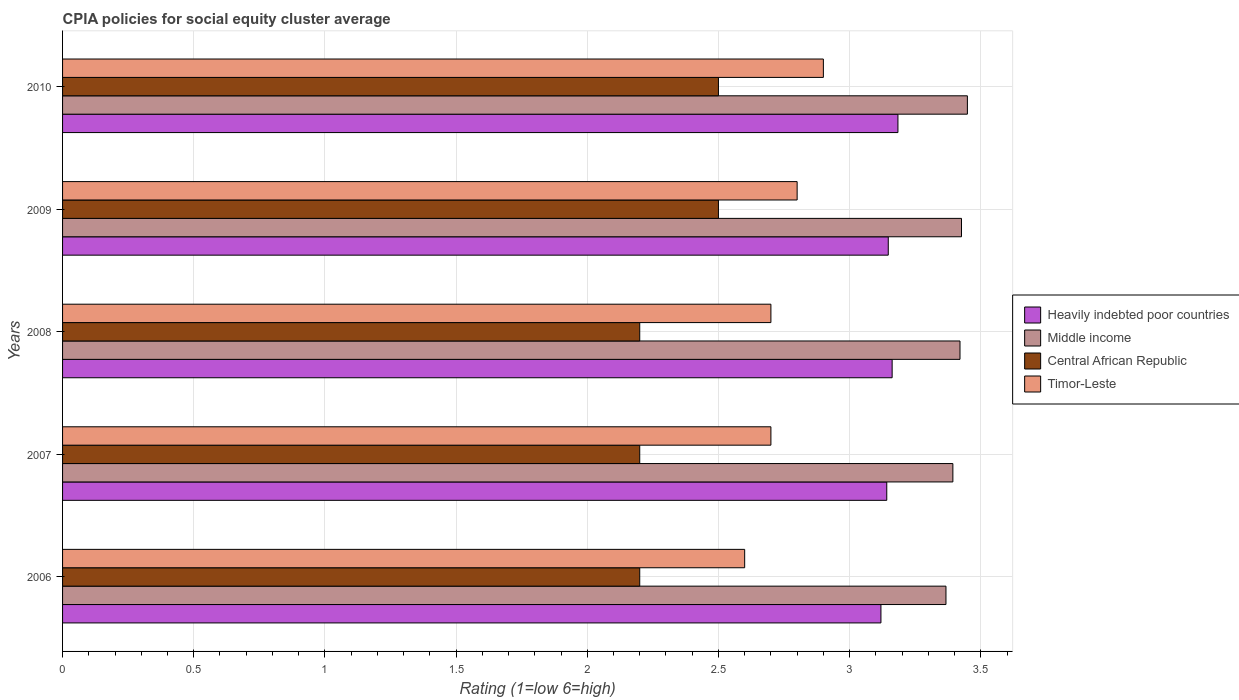 CPIA policies for social equity cluster average
2010
2009
2008
2007
2006
Years
0
0.5
1
1.5
2
2.5
3
3.5
Rating (1=low 6=high)
Heavily indebted poor countries
Middle income
Central African Republic
Timor-Leste